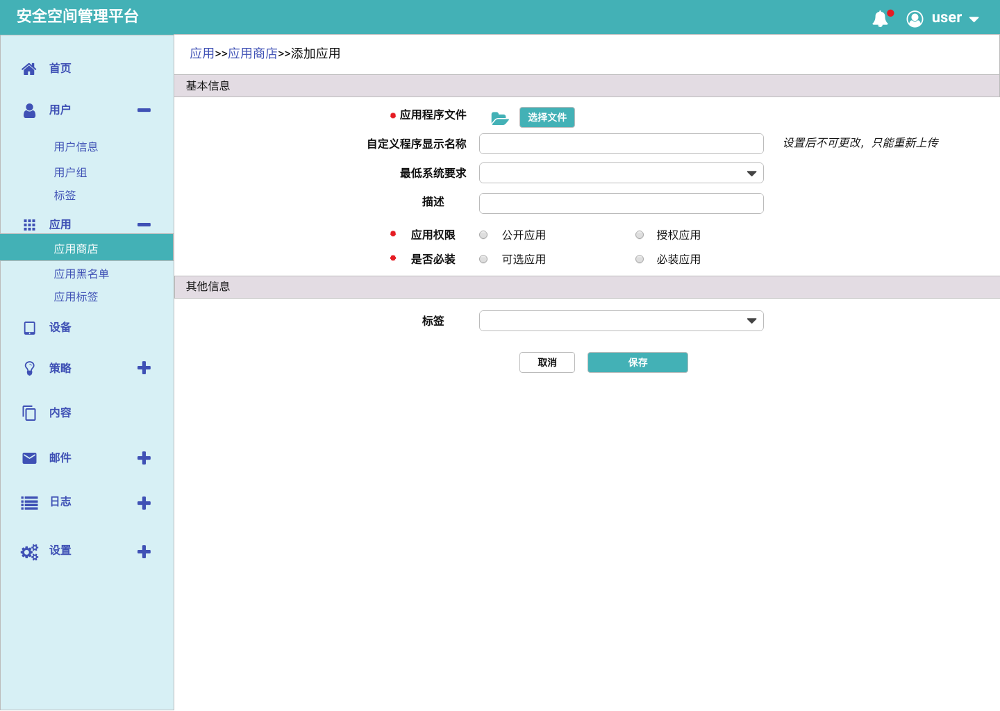 安全空间管理平台
user
首页
用户
用户信息
用户组
标签
应用
应用商店
应用黑名单
应用标签
设备
策略
内容
邮件
日志
设置
应用>>应用商店>>添加应用
基本信息
应用程序文件 选择文件
自定义程序显示名称 设置后不可更改，只能重新上传
最低系统要求
描述
应用权限 公开应用 授权应用
是否必装 可选应用 必装应用
其他信息
标签
取消 保存